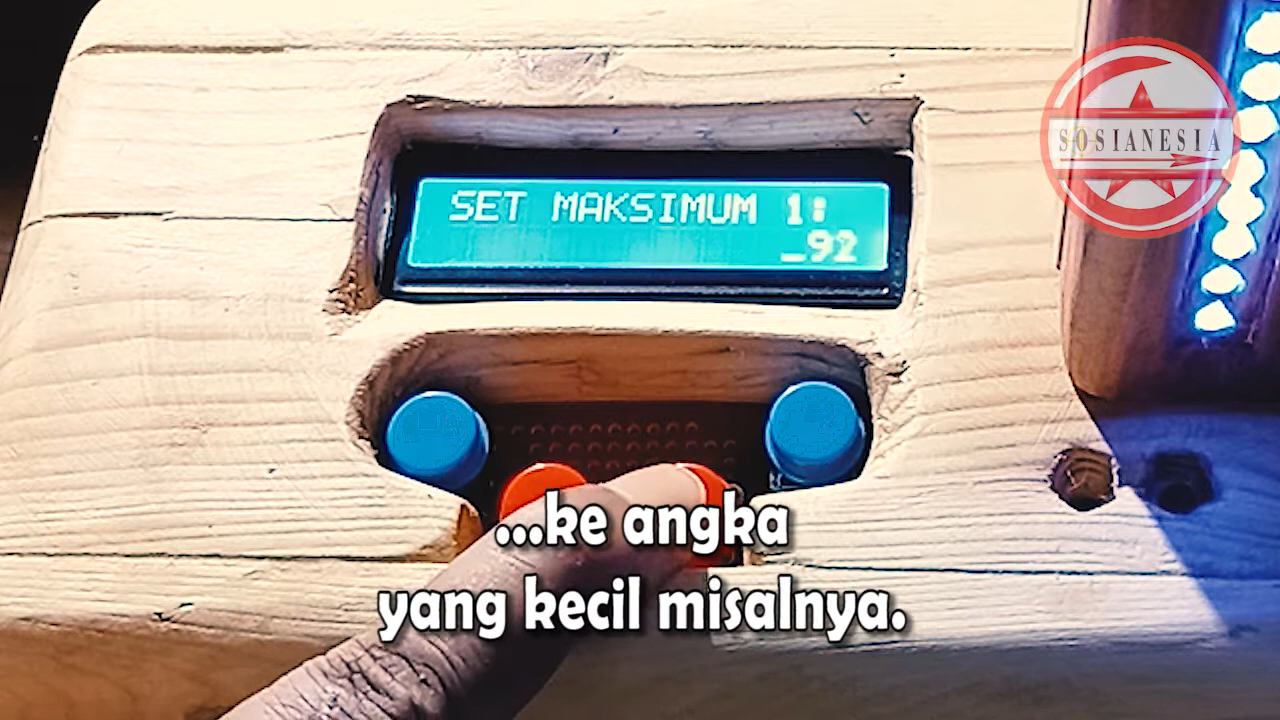 SOSIANESIA
SET MAKSIMUM 1:
_92
...ke angka
yang kecil misalnya.